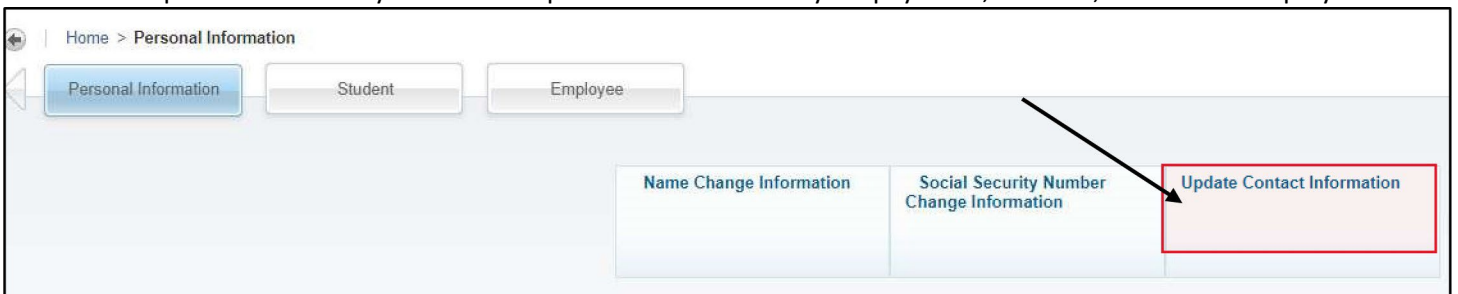 Home > Personal Information
Personal Information
Student
Employee
Name Change Information
Social Security Number
Change Information
Update Contact Information